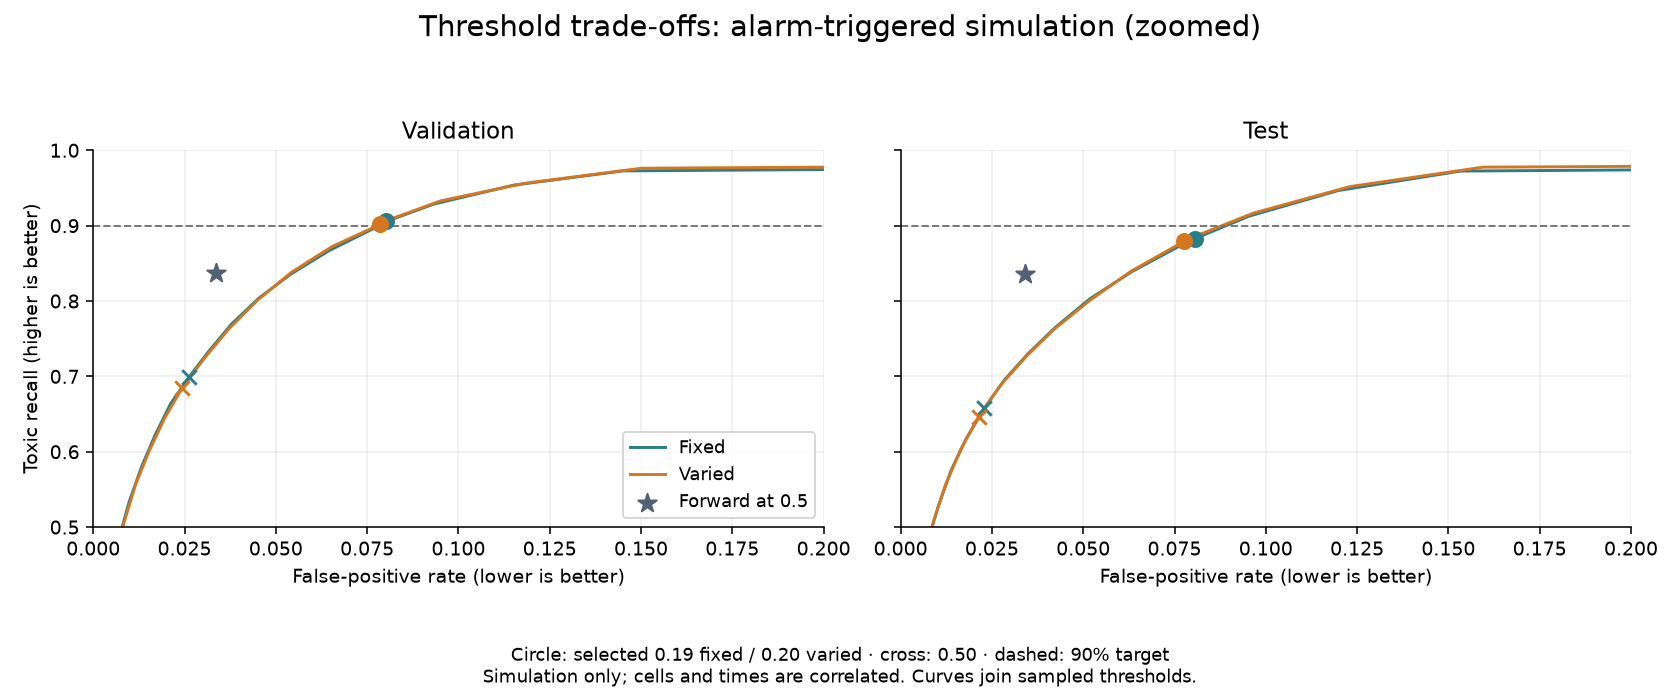 Threshold trade-offs: alarm-triggered simulation (zoomed)
Validation
Test
Toxic recall (higher is better)
1.0
0.9
0.8
0.7
0.6
0.5
Fixed
Varied
Forward at 0.5
0.000 0.025 0.050 0.075 0.100 0.125 0.150 0.175 0.200
0.000 0.025 0.050 0.075 0.100 0.125 0.150 0.175 0.200
False-positive rate (lower is better)
False-positive rate (lower is better)
Circle: selected 0.19 fixed / 0.20 varied · cross: 0.50 · dashed: 90% target
Simulation only; cells and times are correlated. Curves join sampled thresholds.